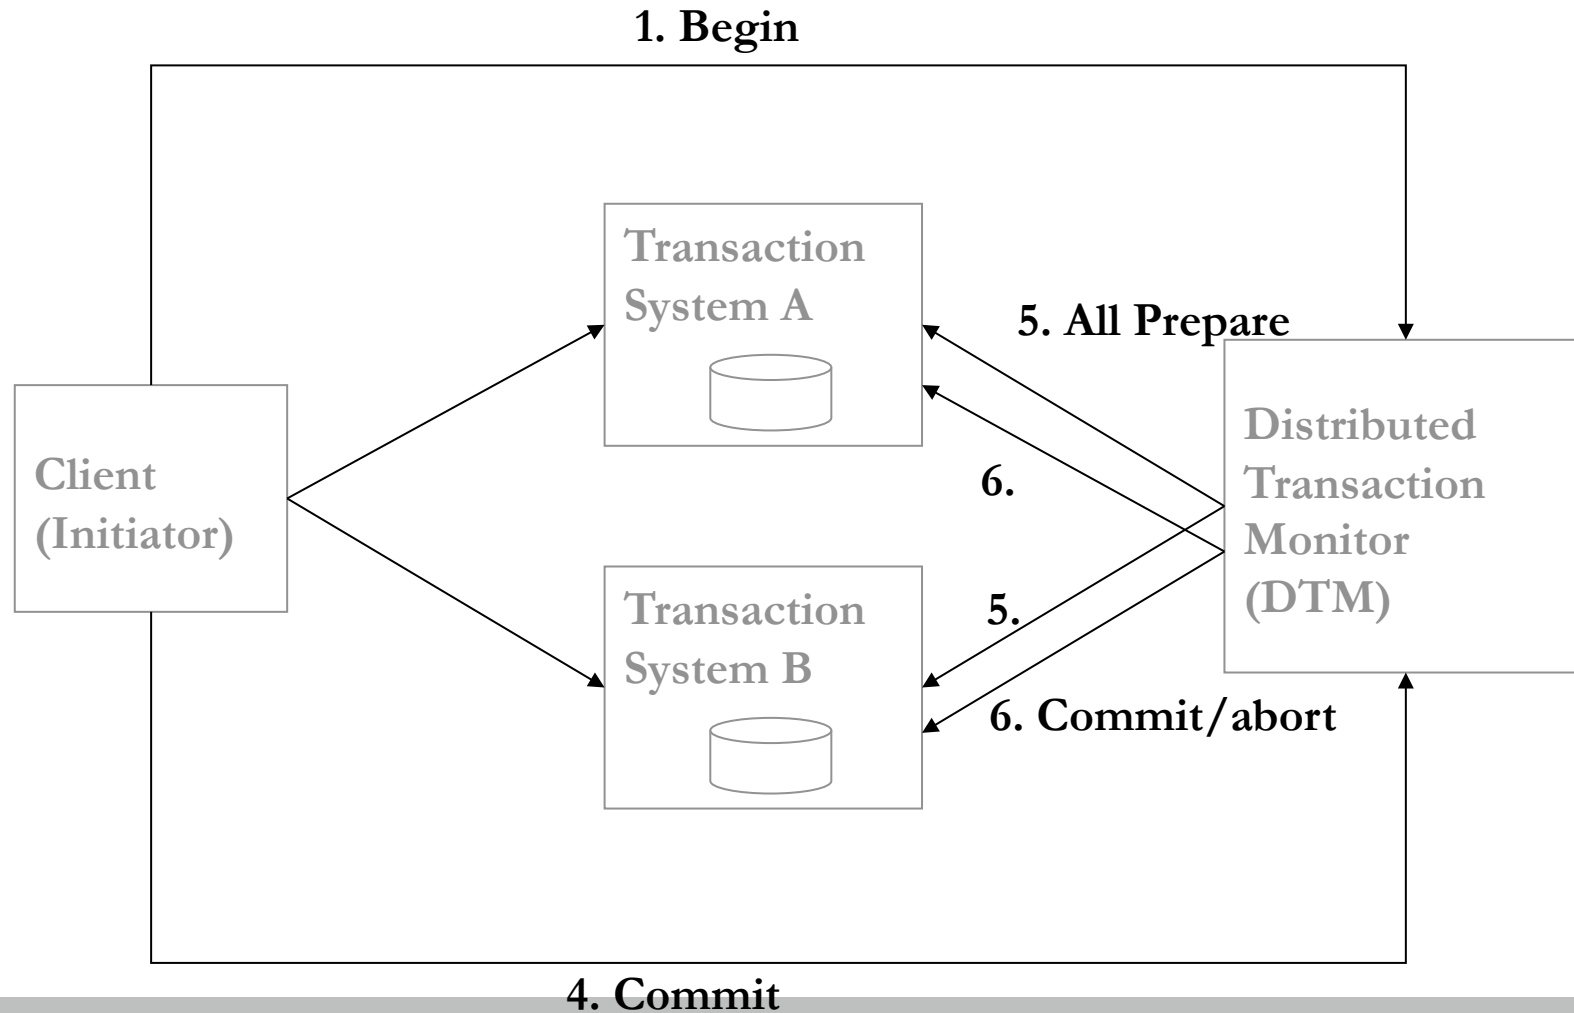 1. Begin
Transaction
System A
5. All Prepare
Distributed
Transaction
Monitor
(DTM)
Client
(Initiator)
6.
Transaction
System B
5.
6. Commit/abort
4. Commit